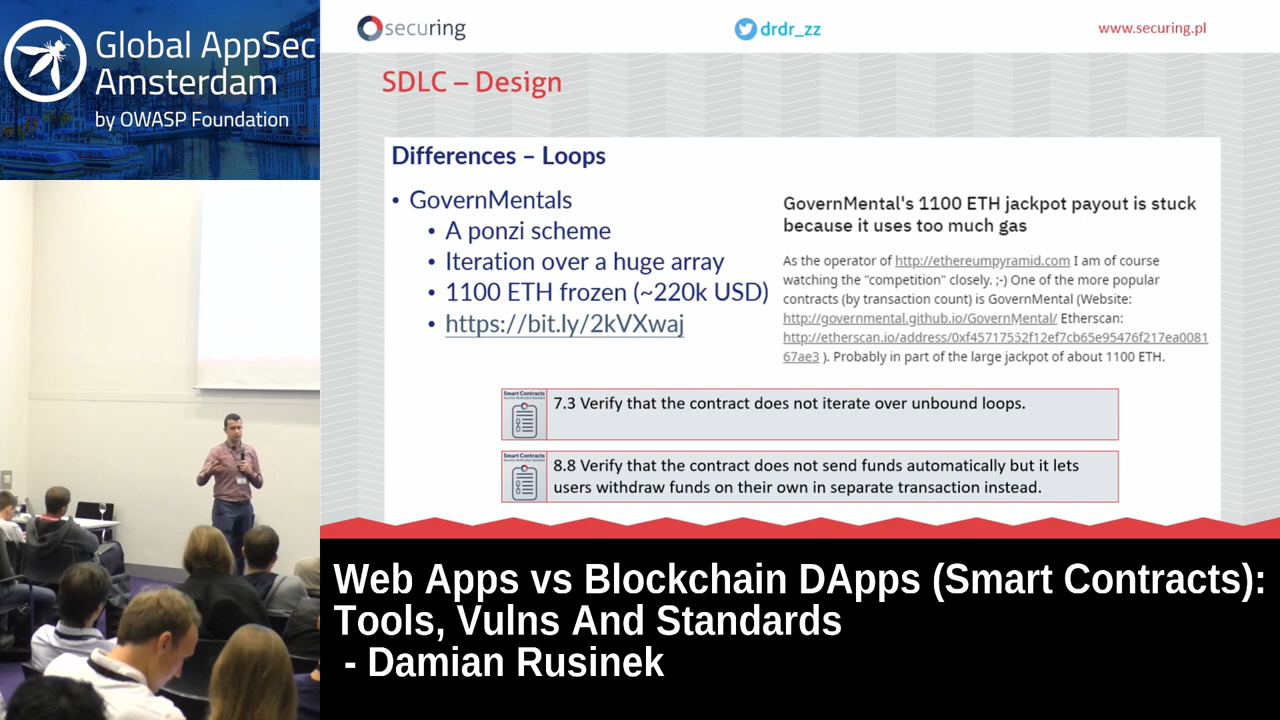 Global AppSec
Amsterdam
by OWASP Foundation
securing
drdr_zz
www.securing.pl
SDLC – Design
Differences – Loops
• GovernMentals
• A ponzi scheme
• Iteration over a huge array
• 1100 ETH frozen (~220k USD)
• https://bit.ly/2kVXwaj
GovernMental's 1100 ETH jackpot payout is stuck
because it uses too much gas
As the operator of http://ethereumpyramid.com I am of course
watching the "competition" closely. ;-) One of the more popular
contracts (by transaction count) is GovernMental (Website:
http://governmental.github.io/GovernMental/ Etherscan:
http://etherscan.io/address/0xf45717552f12ef7cb65e95476f217ea0081
67ae3 ). Probably in part of the large jackpot of about 1100 ETH.
Smart Contracts
7.3 Verify that the contract does not iterate over unbound loops.
Smart Contracts
8.8 Verify that the contract does not send funds automatically but it lets
users withdraw funds on their own in separate transaction instead.
Web Apps vs Blockchain DApps (Smart Contracts):
Tools, Vulns And Standards
- Damian Rusinek